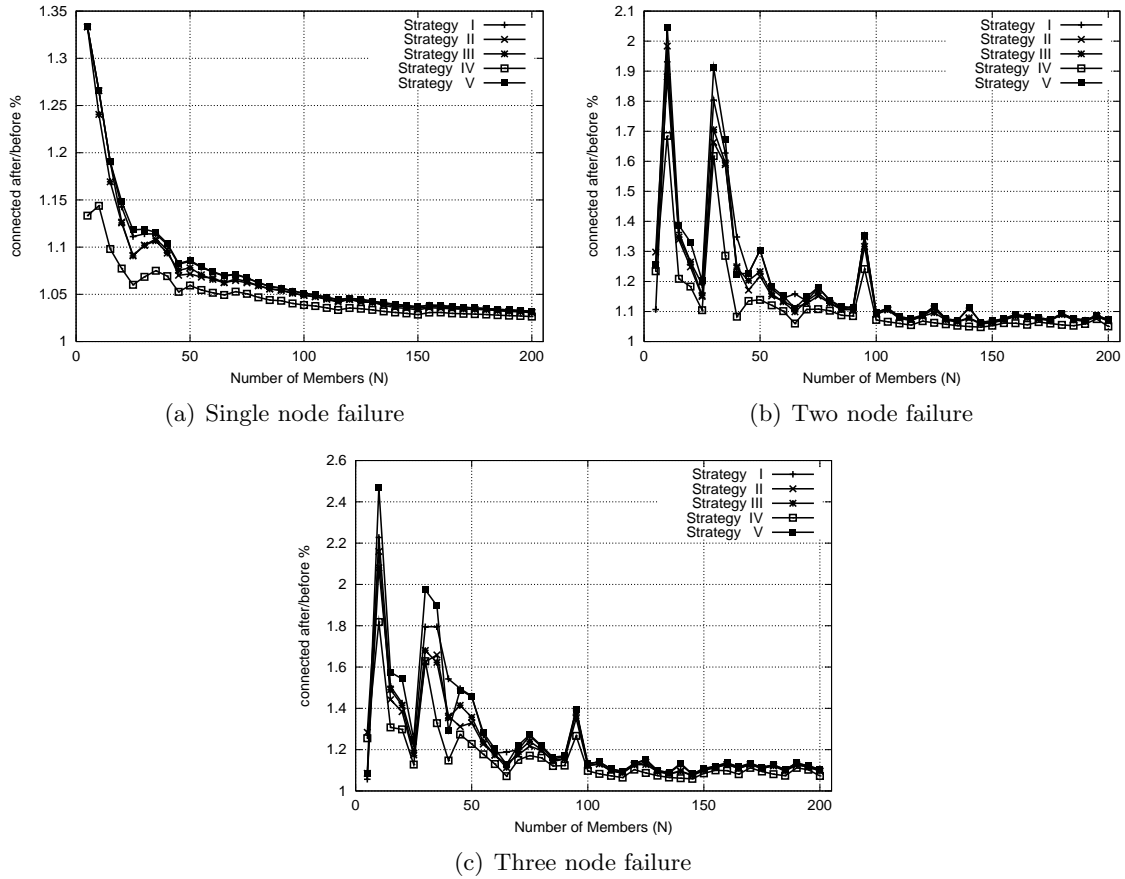 1.35
1.3
1.25
1.2
1.15
1.1
1.05
1
0 50 100 150 200
connected after/before %
Number of Members (N)
Strategy I
Strategy II
Strategy III
Strategy IV
Strategy V
(a) Single node failure
2.1
2
1.9
1.8
1.7
1.6
1.5
1.4
1.3
1.2
1.1
1
0 50 100 150 200
connected after/before %
Number of Members (N)
Strategy I
Strategy II
Strategy III
Strategy IV
Strategy V
(b) Two node failure
2.6
2.4
2.2
2
1.8
1.6
1.4
1.2
1
0 50 100 150 200
connected after/before %
Number of Members (N)
Strategy I
Strategy II
Strategy III
Strategy IV
Strategy V
(c) Three node failure